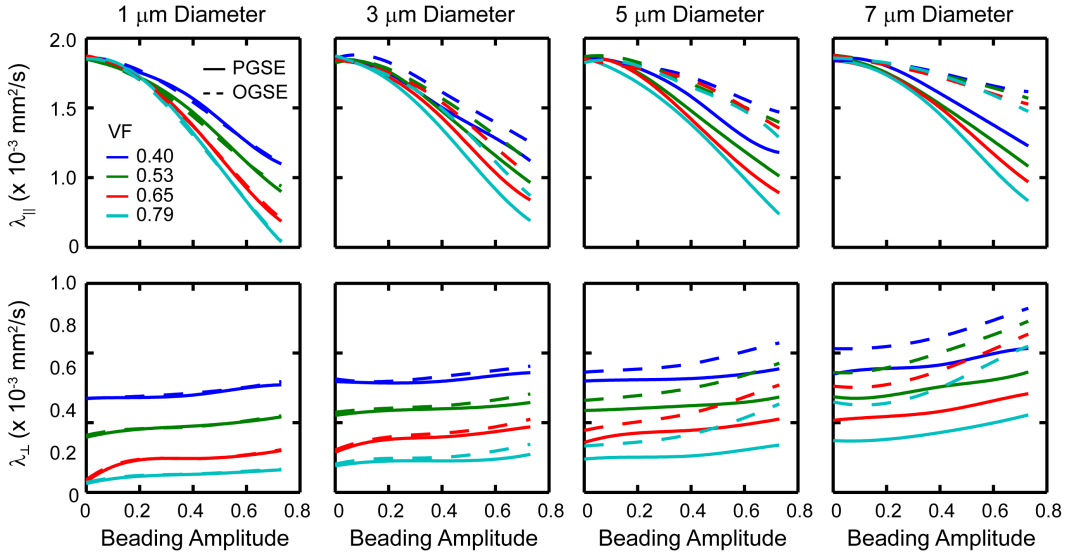 1 μm Diameter
3 μm Diameter
5 μm Diameter
7 μm Diameter
λ|| (x 10⁻³ mm²/s)
2.0
1.5
1.0
0
PGSE
OGSE
VF
0.40
0.53
0.65
0.79
λ⊥ (x 10⁻³ mm²/s)
1.0
0.8
0.6
0.4
0.2
0
0 0.2 0.4 0.6 0.8
0 0.2 0.4 0.6 0.8
0 0.2 0.4 0.6 0.8
0 0.2 0.4 0.6 0.8
Beading Amplitude
Beading Amplitude
Beading Amplitude
Beading Amplitude